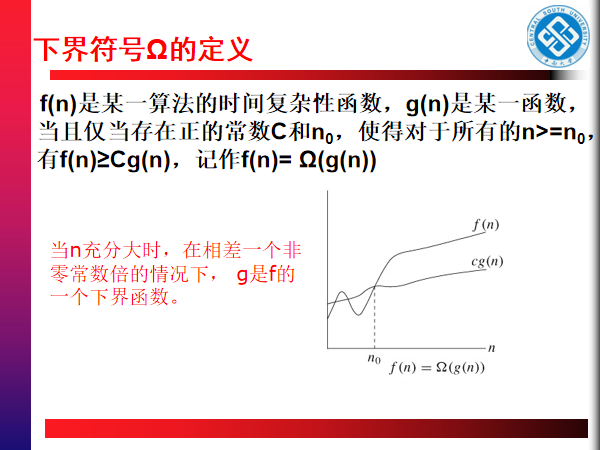 下界符号Ω的定义
CENTRAL SOUTH UNIVERSITY
中南大学
f(n)是某一算法的时间复杂性函数，g(n)是某一函数，
当且仅当存在正的常数C和n₀，使得对于所有的n>=n₀，
有f(n)≥Cg(n)，记作f(n)= Ω(g(n))
当n充分大时，在相差一个非
零常数倍的情况下， g是f的
一个下界函数。
f(n)
cg(n)
n
n₀
f(n) = Ω(g(n))